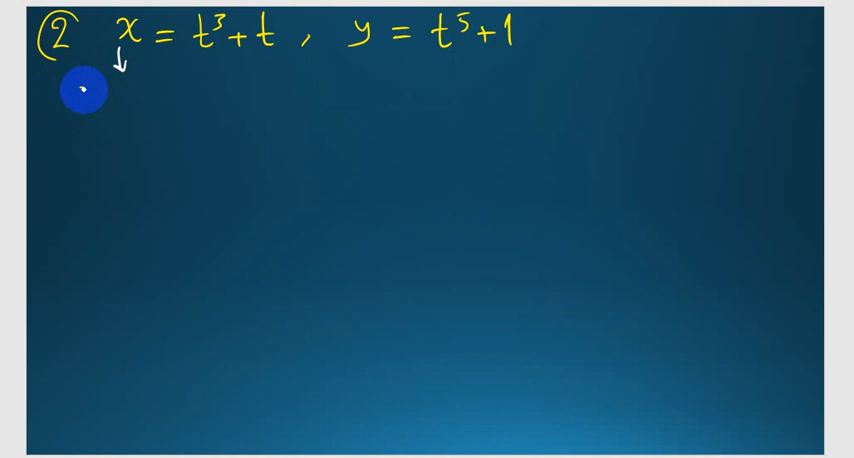 ② x = t³ + t , y = t⁵ + 1